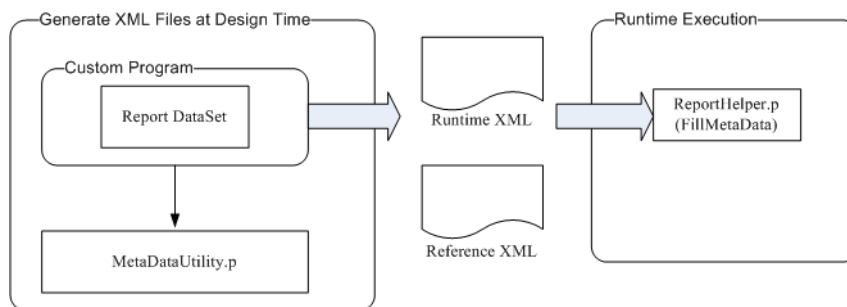 Generate XML Files at Design Time
Custom Program
Report DataSet
MetaDataUtility.p
Runtime XML
Reference XML
Runtime Execution
ReportHelper.p
(FillMetaData)